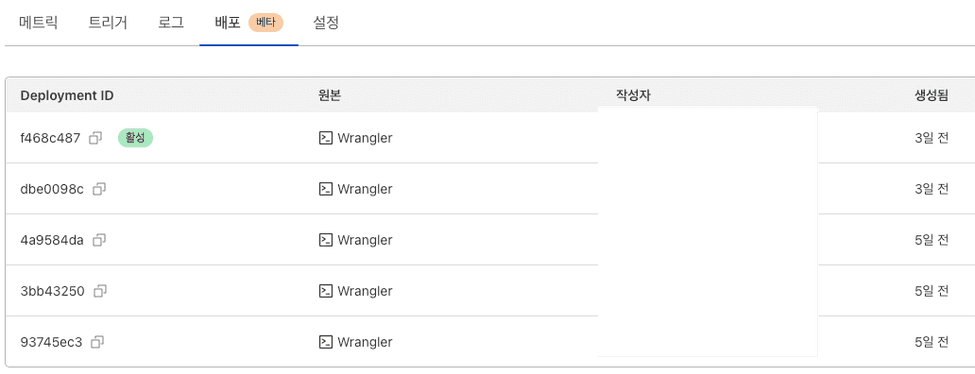 메트릭 트리거 로그 배포 베타 설정
Deployment ID 원본 작성자 생성됨
f468c487 활성 Wrangler 3일 전
dbe0098c Wrangler 3일 전
4a9584da Wrangler 5일 전
3bb43250 Wrangler 5일 전
93745ec3 Wrangler 5일 전